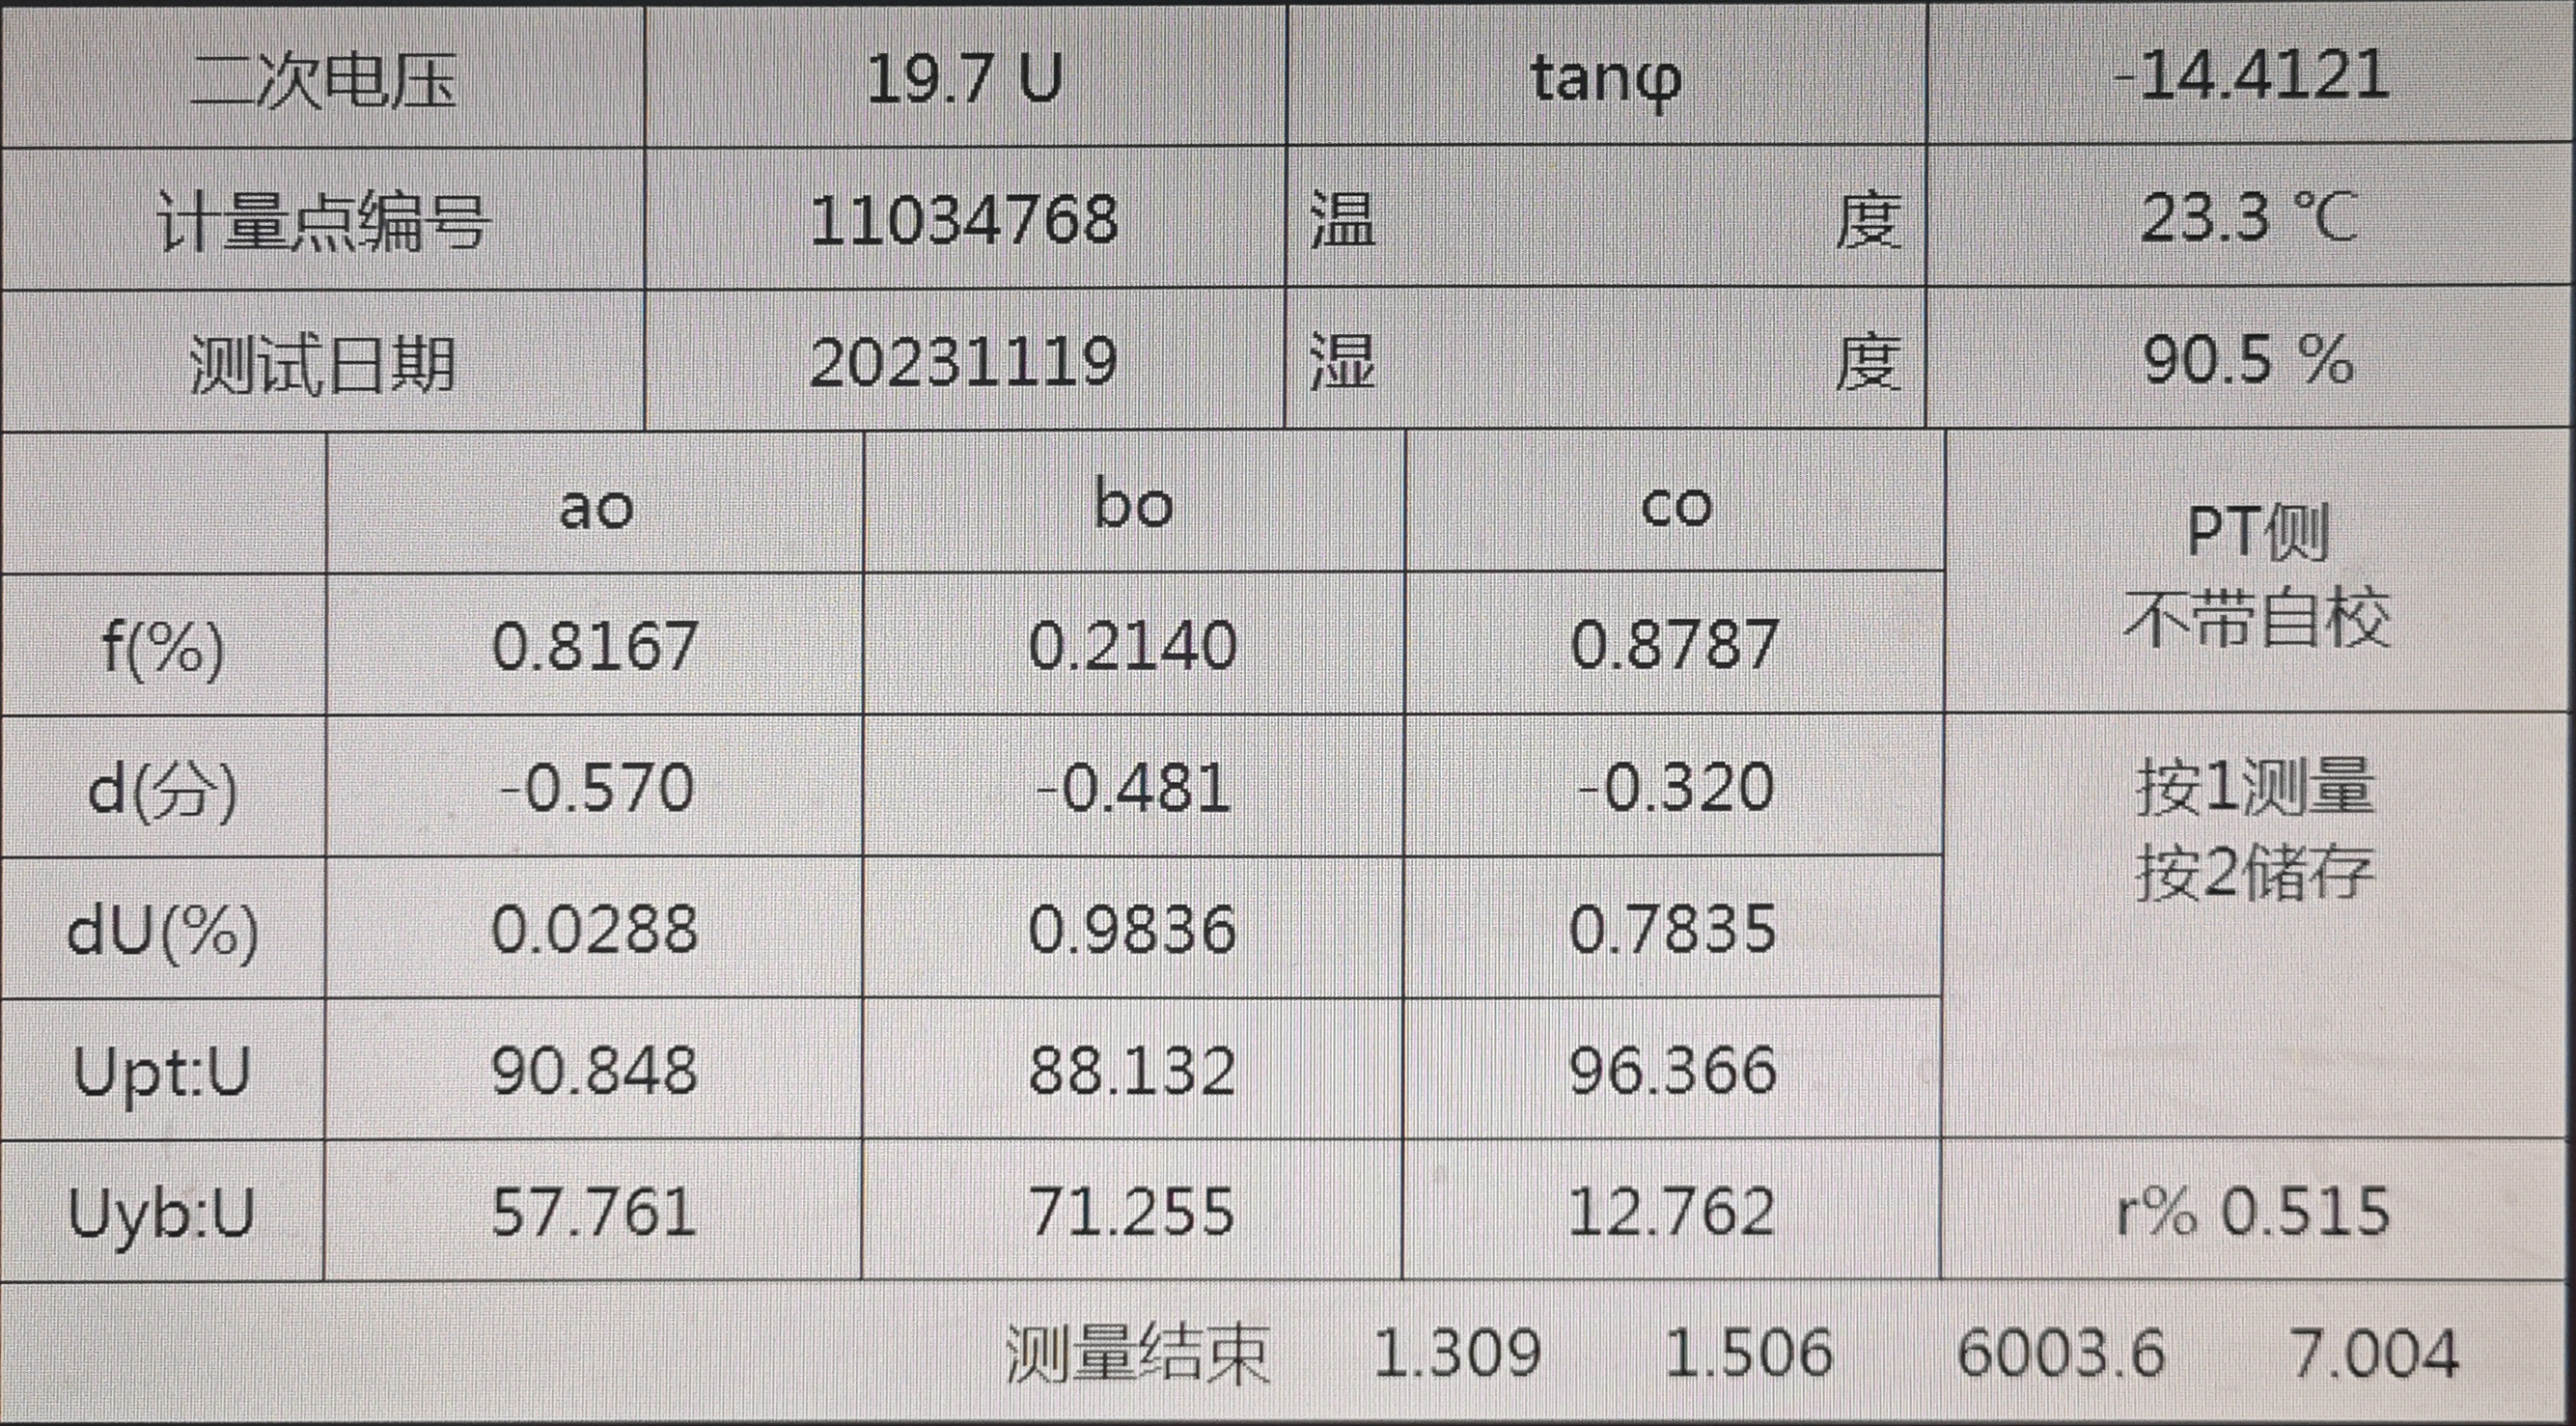 二次电压 19.7 U tanφ -14.4121
计量点编号 11034768 温 度 23.3 ℃
测试日期 20231119 湿 度 90.5 %
ao bo co PT侧
不带自校
f(%) 0.8167 0.2140 0.8787
d(分) -0.570 -0.481 -0.320 按1测量
按2储存
dU(%) 0.0288 0.9836 0.7835
Upt:U 90.848 88.132 96.366
Uyb:U 57.761 71.255 12.762 r% 0.515
测量结束 1.309 1.506 6003.6 7.004